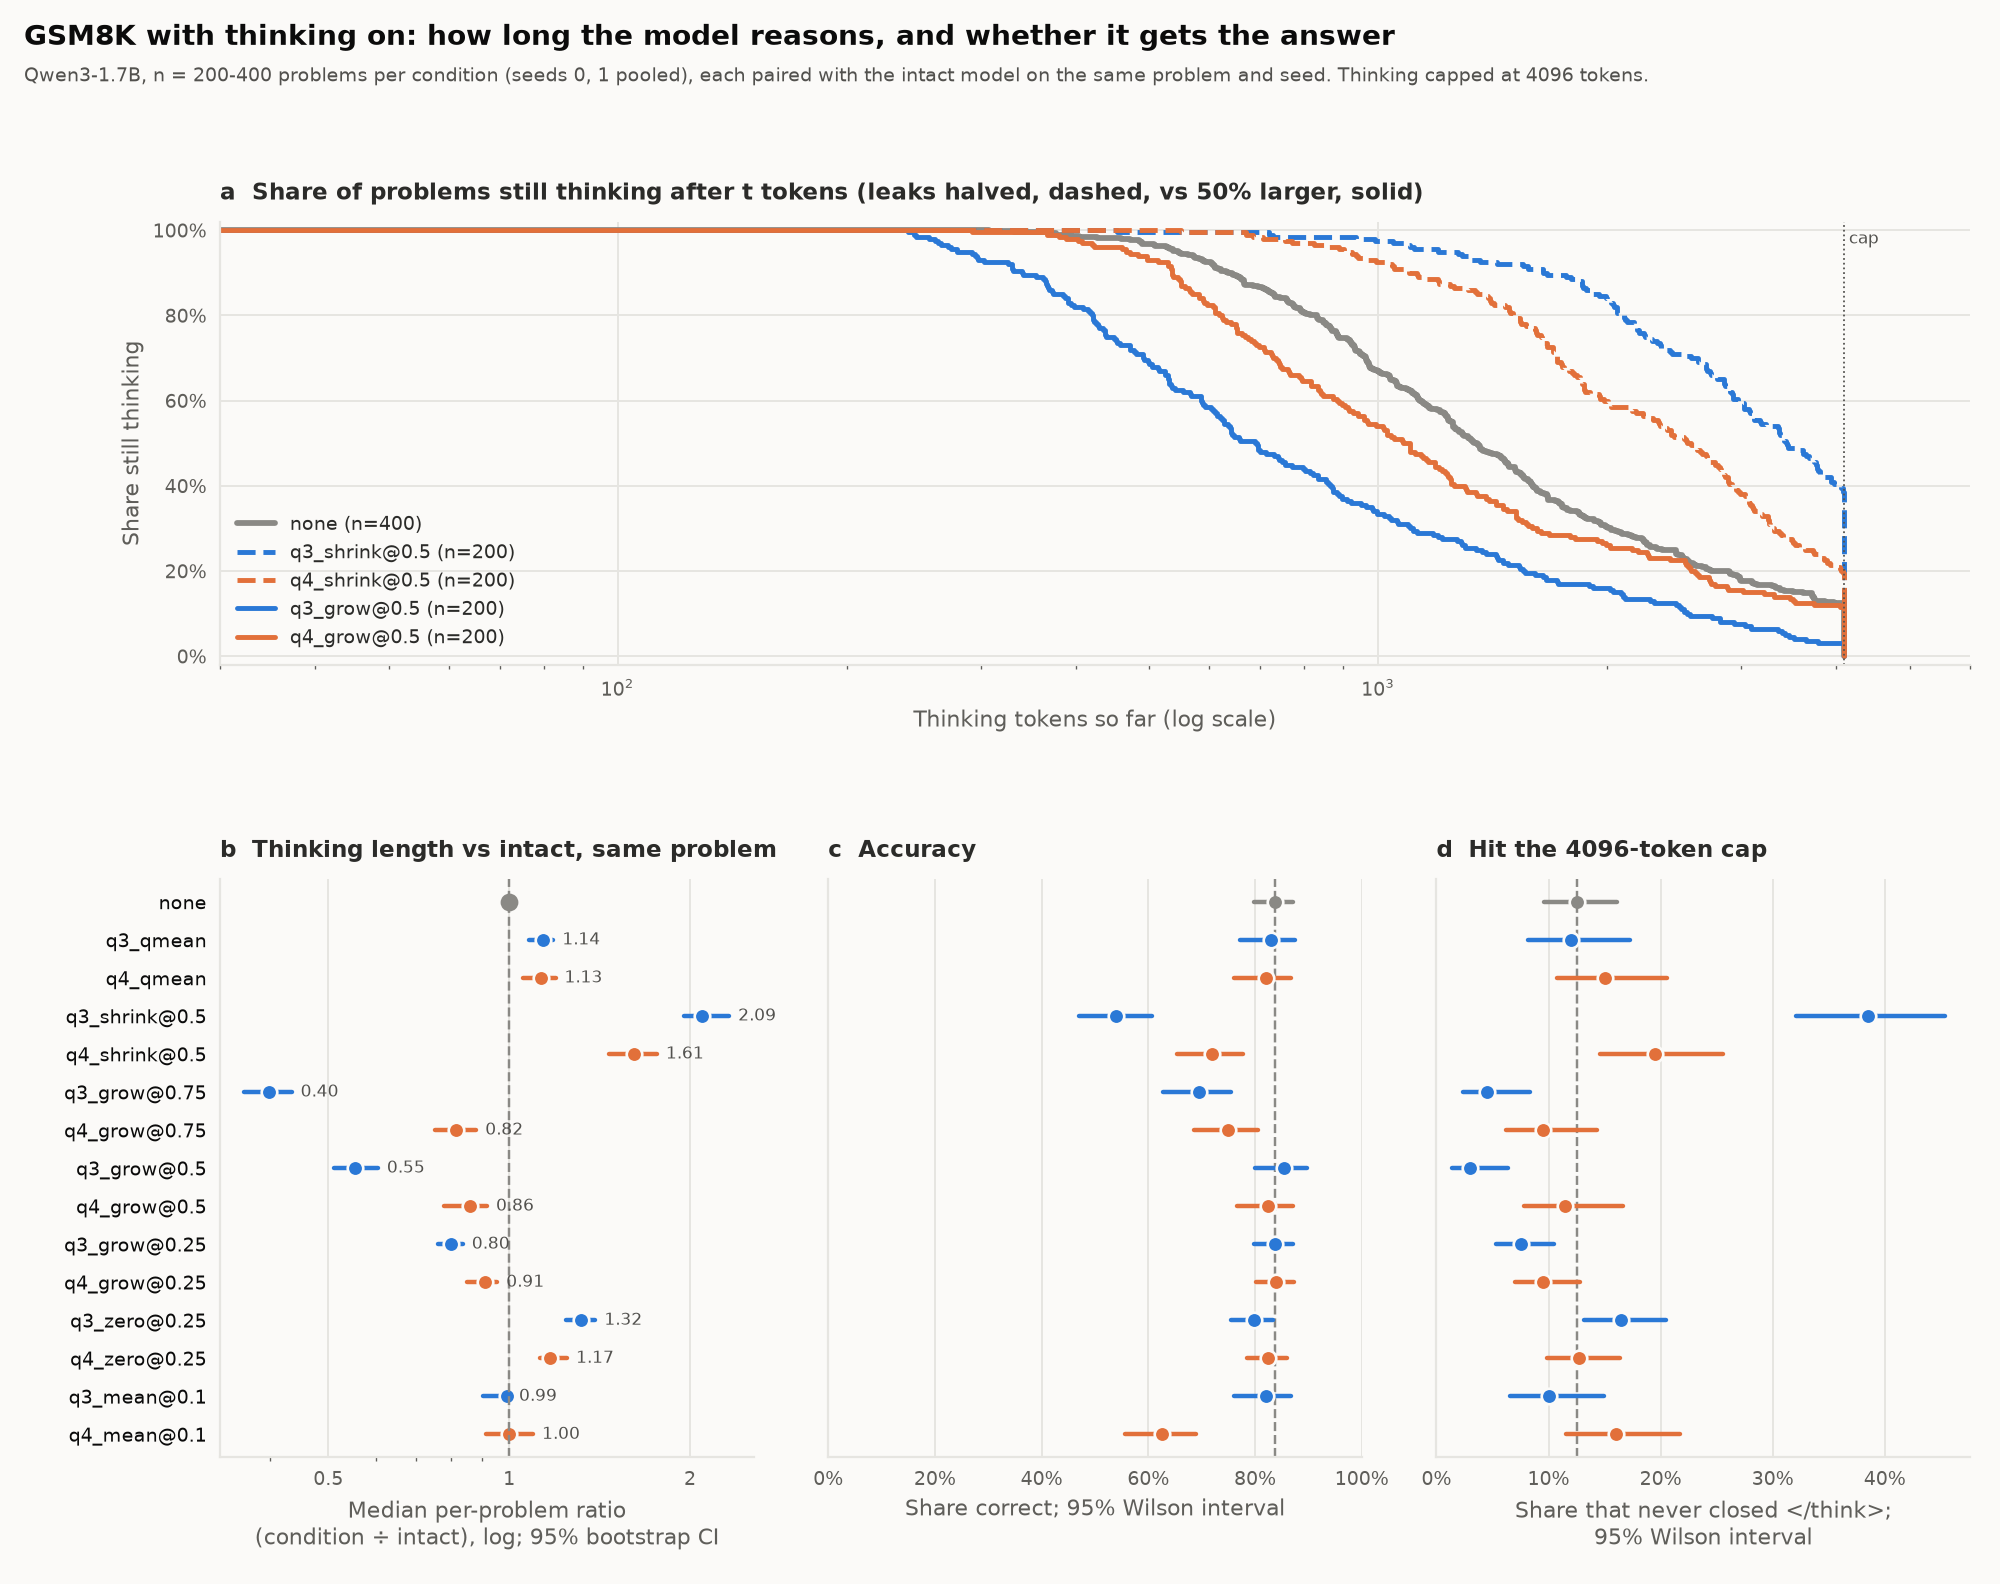 GSM8K with thinking on: how long the model reasons, and whether it gets the answer
Qwen3-1.7B, n = 200-400 problems per condition (seeds 0, 1 pooled), each paired with the intact model on the same problem and seed. Thinking capped at 4096 tokens.
a Share of problems still thinking after t tokens (leaks halved, dashed, vs 50% larger, solid)
Share still thinking
100%
80%
60%
40%
20%
0%
cap
none (n=400)
q3_shrink@0.5 (n=200)
q4_shrink@0.5 (n=200)
q3_grow@0.5 (n=200)
q4_grow@0.5 (n=200)
10²
10³
Thinking tokens so far (log scale)
b Thinking length vs intact, same problem
none
q3_qmean
1.14
q4_qmean
1.13
q3_shrink@0.5
2.09
q4_shrink@0.5
1.61
q3_grow@0.75
0.40
q4_grow@0.75
0.82
q3_grow@0.5
0.55
q4_grow@0.5
0.86
q3_grow@0.25
0.80
q4_grow@0.25
0.91
q3_zero@0.25
1.32
q4_zero@0.25
1.17
q3_mean@0.1
0.99
q4_mean@0.1
1.00
0.5
1
2
Median per-problem ratio
(condition ÷ intact), log; 95% bootstrap CI
c Accuracy
0%
20%
40%
60%
80%
100%
Share correct; 95% Wilson interval
d Hit the 4096-token cap
0%
10%
20%
30%
40%
Share that never closed </think>;
95% Wilson interval